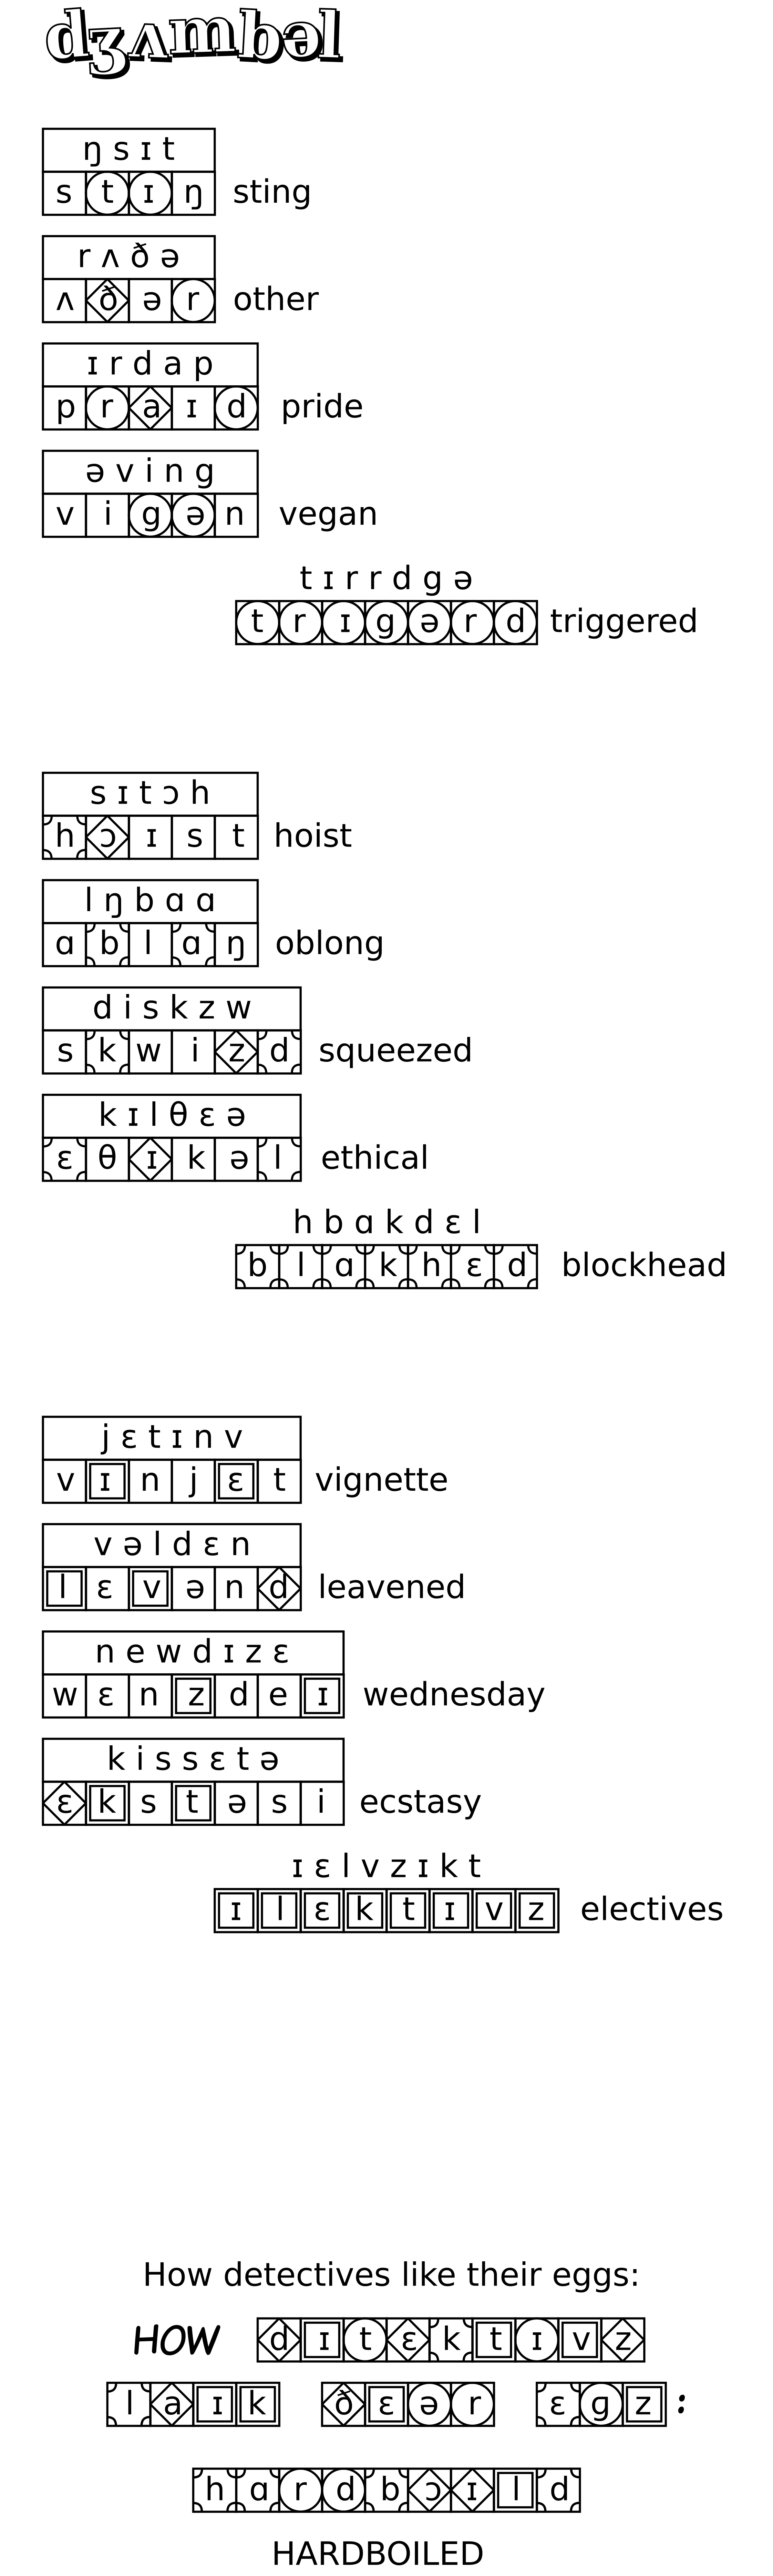 dʒʌmbəl
ŋ s ɪ t
s t ɪ ŋ sting
r ʌ ð ə
ʌ ð ə r other
ɪ r d a p
p r a ɪ d pride
ə v i n g
v i g ə n vegan
t ɪ r r d g ə
t r ɪ g ə r d triggered
s ɪ t ɔ h
h ɔ ɪ s t hoist
l ŋ b ɑ ɑ
ɑ b l ɑ ŋ oblong
d i s k z w
s k w i z d squeezed
k ɪ l θ ɛ ə
ɛ θ ɪ k ə l ethical
h b ɑ k d ɛ l
b l ɑ k h ɛ d blockhead
j ɛ t ɪ n v
v ɪ n j ɛ t vignette
v ə l d ɛ n
l ɛ v ə n d leavened
n e w d ɪ z ɛ
w ɛ n z d e ɪ wednesday
k i s s ɛ t ə
ɛ k s t ə s i ecstasy
ɪ ɛ l v z ɪ k t
ɪ l ɛ k t ɪ v z electives
How detectives like their eggs:
HOW d ɪ t ɛ k t ɪ v z
l a ɪ k ð ɛ ə r ɛ g z :
h ɑ r d b ɔ ɪ l d
HARDBOILED